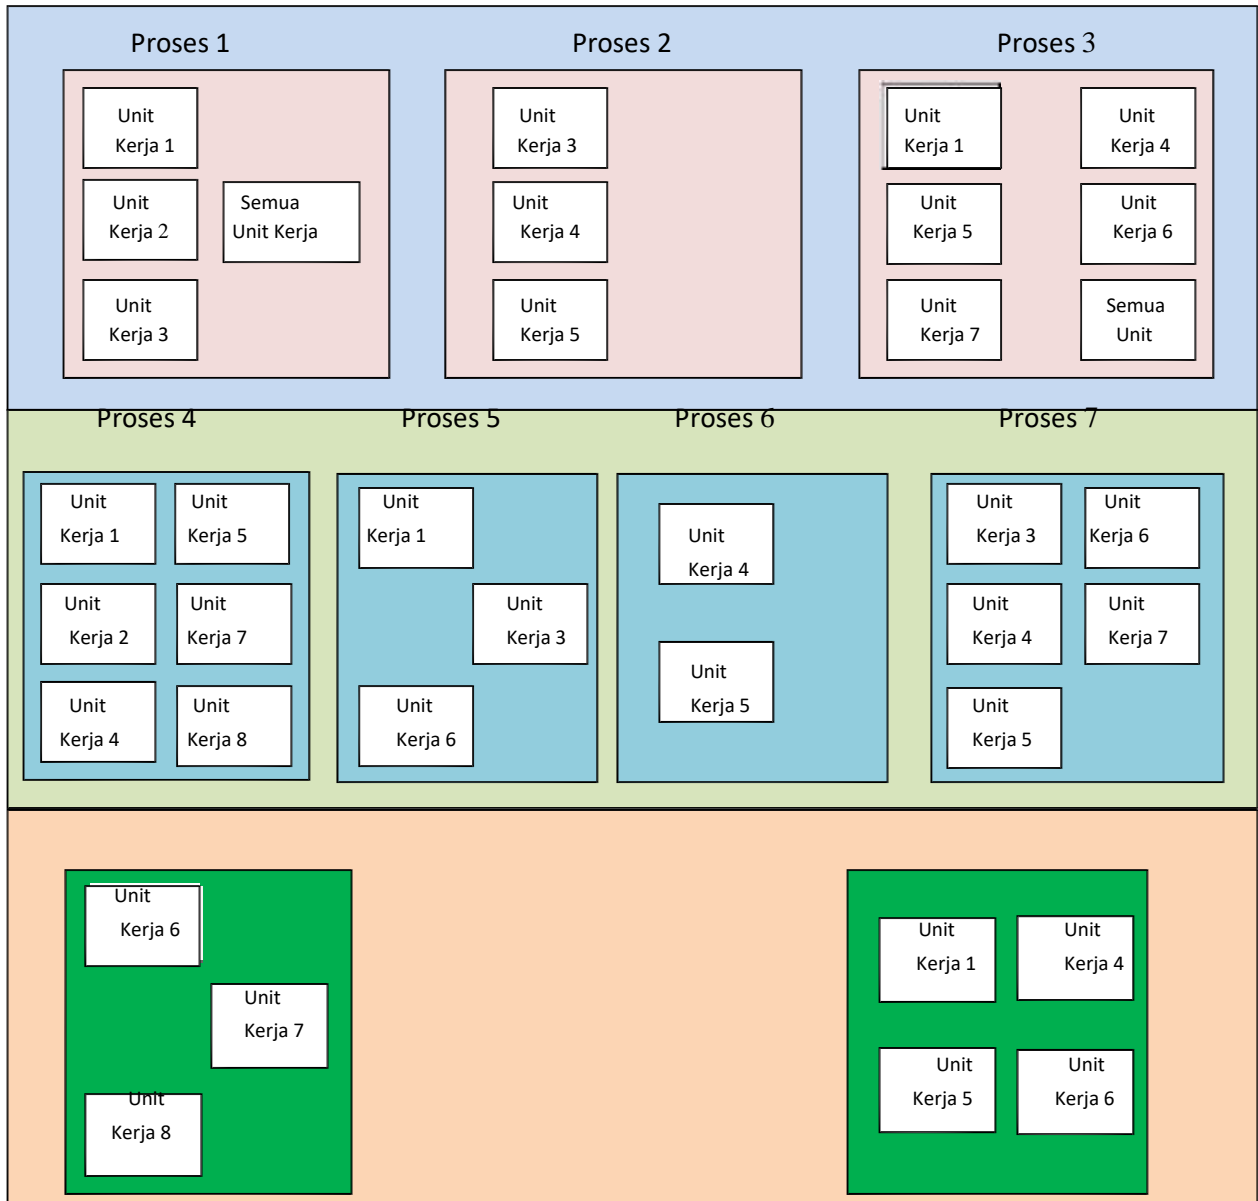 Proses 1
Proses 2
Proses 3
Unit
Kerja 1
Unit
Kerja 2
Unit
Kerja 3
Semua
Unit Kerja
Unit
Kerja 3
Unit
Kerja 4
Unit
Kerja 5
Unit
Kerja 1
Unit
Kerja 4
Unit
Kerja 5
Unit
Kerja 6
Unit
Kerja 7
Semua
Unit
Proses 4
Proses 5
Proses 6
Proses 7
Unit
Kerja 1
Unit
Kerja 5
Unit
Kerja 2
Unit
Kerja 7
Unit
Kerja 4
Unit
Kerja 8
Unit
Kerja 1
Unit
Kerja 3
Unit
Kerja 6
Unit
Kerja 4
Unit
Kerja 5
Unit
Kerja 3
Unit
Kerja 6
Unit
Kerja 4
Unit
Kerja 7
Unit
Kerja 5
Unit
Kerja 6
Unit
Kerja 7
Unit
Kerja 8
Unit
Kerja 1
Unit
Kerja 4
Unit
Kerja 5
Unit
Kerja 6